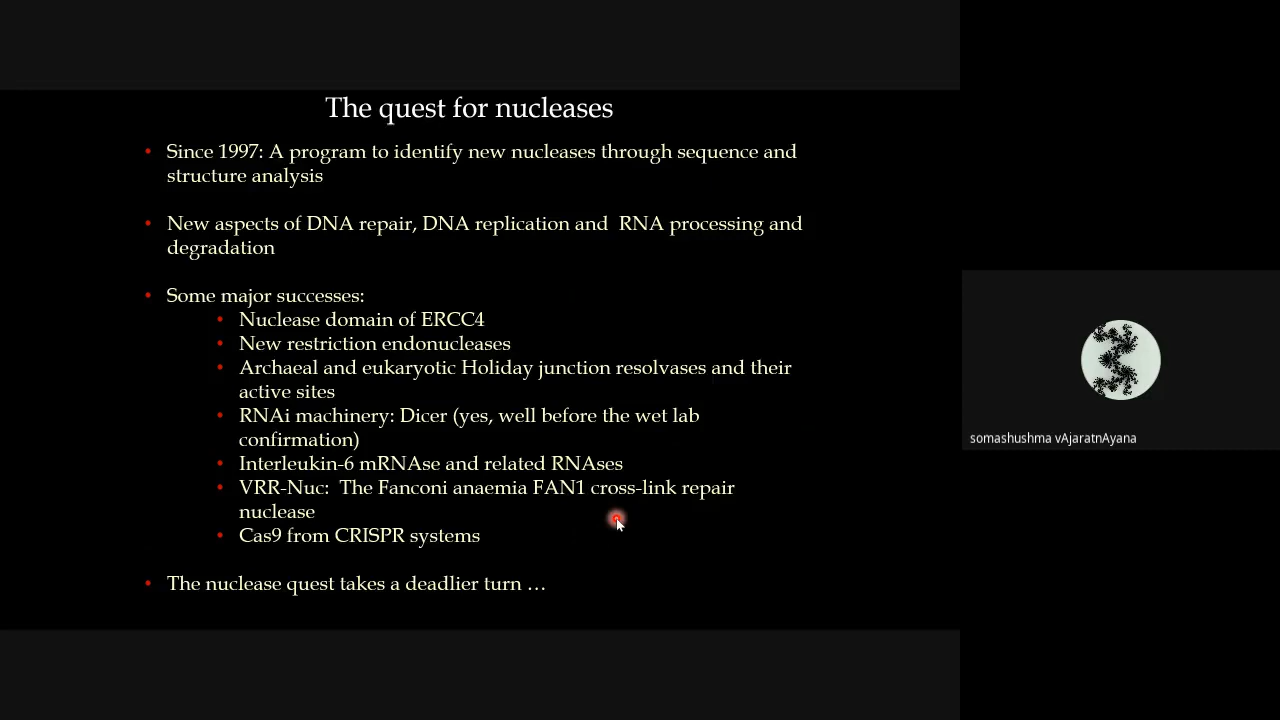 The quest for nucleases
• Since 1997: A program to identify new nucleases through sequence and
structure analysis
• New aspects of DNA repair, DNA replication and  RNA processing and
degradation
• Some major successes:
• Nuclease domain of ERCC4
• New restriction endonucleases
• Archaeal and eukaryotic Holiday junction resolvases and their
active sites
• RNAi machinery: Dicer (yes, well before the wet lab
confirmation)
• Interleukin-6 mRNAse and related RNAses
• VRR-Nuc:  The Fanconi anaemia FAN1 cross-link repair
nuclease
• Cas9 from CRISPR systems
• The nuclease quest takes a deadlier turn …
somashushma vAjaratnAyana